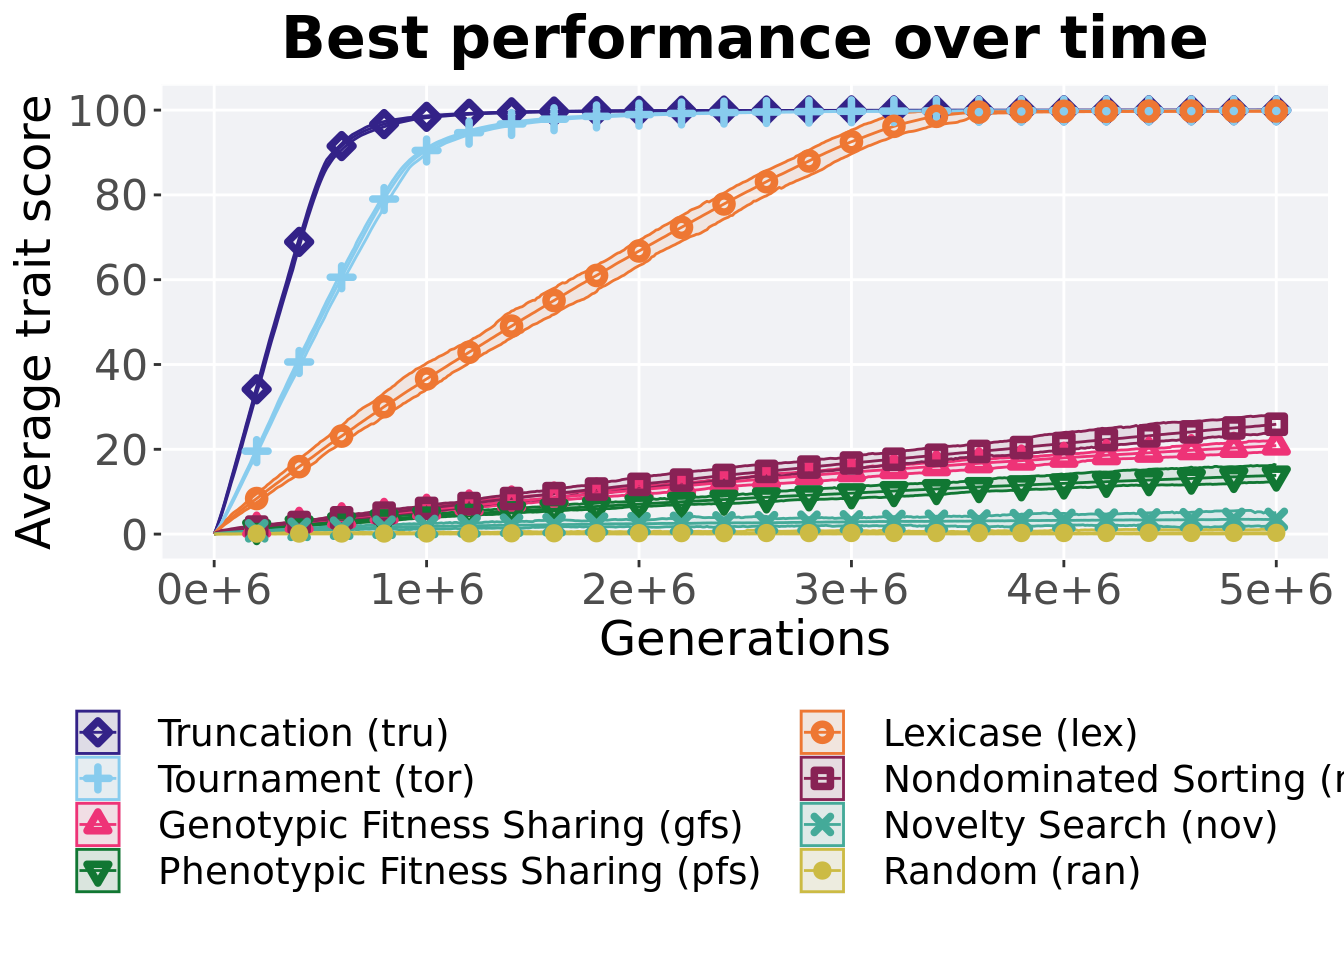 Best performance over time
Average trait score
100
80
60
40
20
0
0e+6 1e+6 2e+6 3e+6 4e+6 5e+6
Generations
Truncation (tru)
Tournament (tor)
Genotypic Fitness Sharing (gfs)
Phenotypic Fitness Sharing (pfs)
Lexicase (lex)
Nondominated Sorting
Novelty Search (nov)
Random (ran)